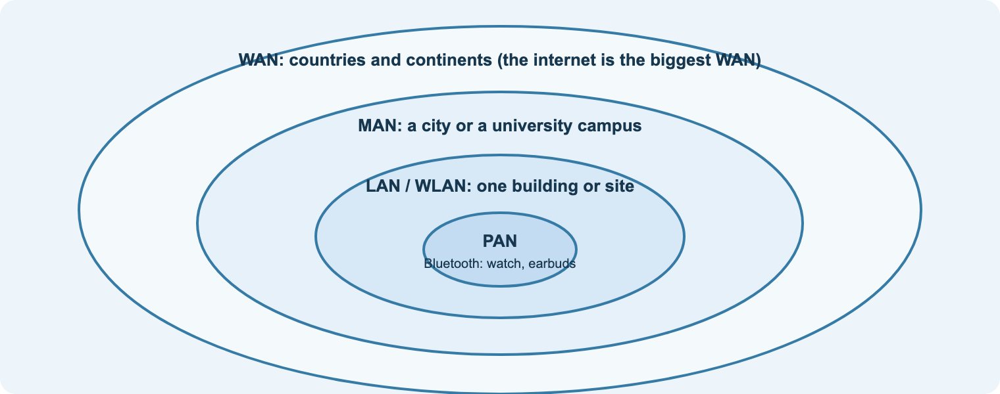 WAN: countries and continents (the internet is the biggest WAN)
MAN: a city or a university campus
LAN / WLAN: one building or site
PAN
Bluetooth: watch, earbuds